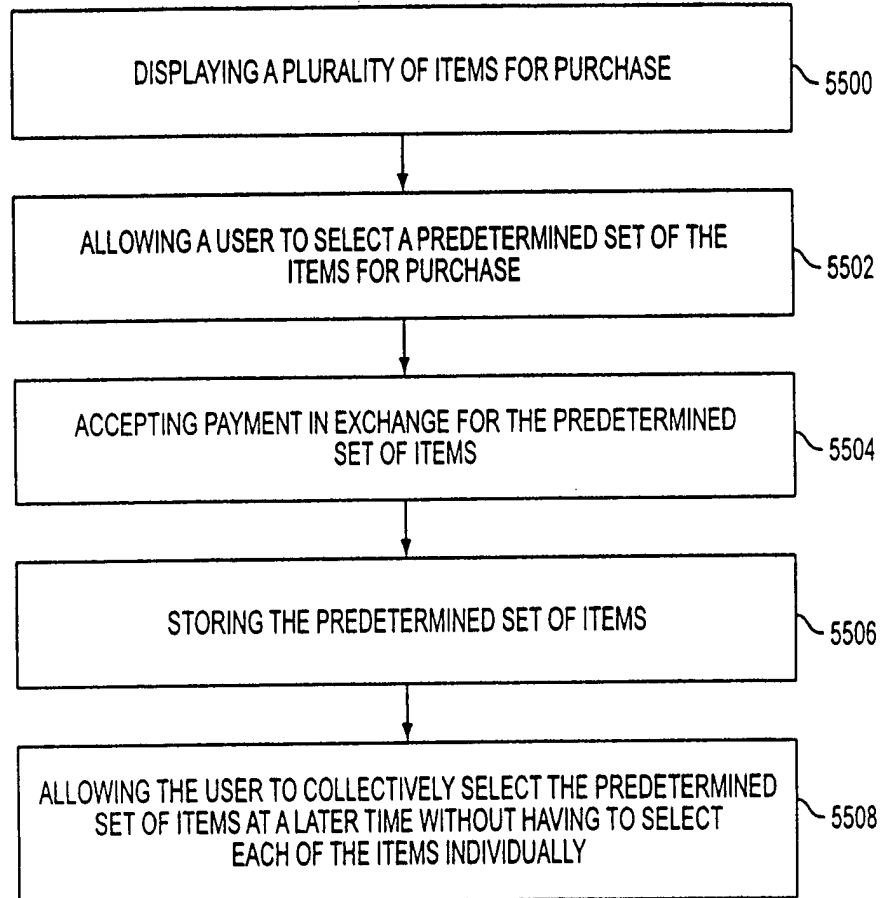 DISPLAYING A PLURALITY OF ITEMS FOR PURCHASE
5500
ALLOWING A USER TO SELECT A PREDETERMINED SET OF THE
ITEMS FOR PURCHASE
5502
ACCEPTING PAYMENT IN EXCHANGE FOR THE PREDETERMINED
SET OF ITEMS
5504
STORING THE PREDETERMINED SET OF ITEMS
5506
ALLOWING THE USER TO COLLECTIVELY SELECT THE PREDETERMINED
SET OF ITEMS AT A LATER TIME WITHOUT HAVING TO SELECT
EACH OF THE ITEMS INDIVIDUALLY
5508